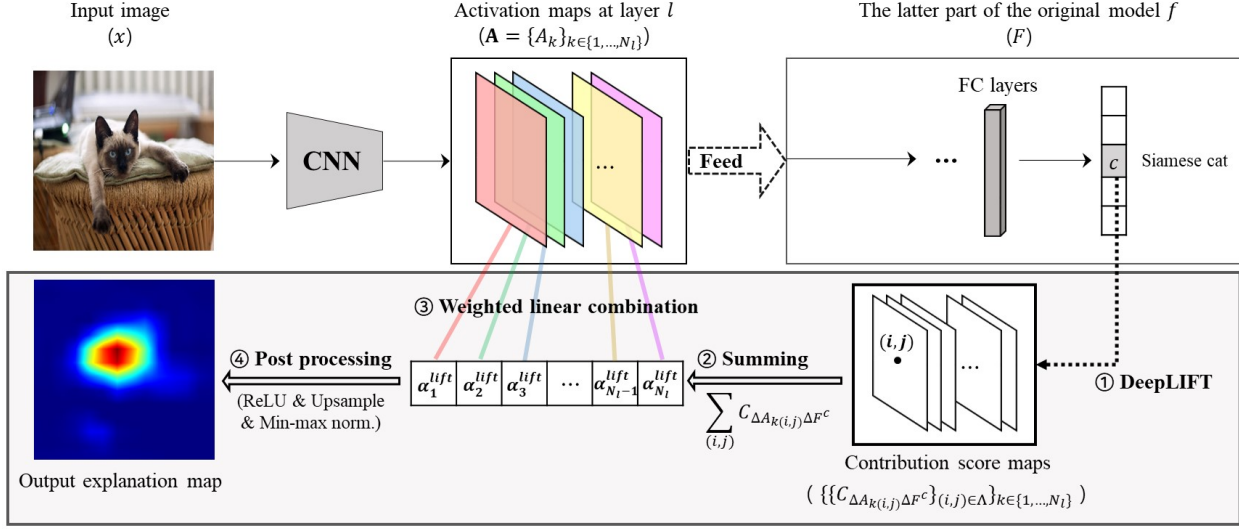 Input image
(x)
Activation maps at layer l
(A = {A_k}_{k∈{1,…,N_l}})
The latter part of the original model f
(F)
CNN
...
Feed
...
FC layers
c
Siamese cat
③ Weighted linear combination
④ Post processing
(ReLU & Upsample
& Min-max norm.)
α_1^{lift} α_2^{lift} α_3^{lift} ... α_{N_l−1}^{lift} α_{N_l}^{lift}
② Summing
∑_{(i,j)} C_{ΔA_{k(i,j)}ΔF^c}
(i,j)
...
① DeepLIFT
Output explanation map
Contribution score maps
( {{C_{ΔA_{k(i,j)}ΔF^c}}_{(i,j)∈Λ}}_{k∈{1,…,N_l}} )